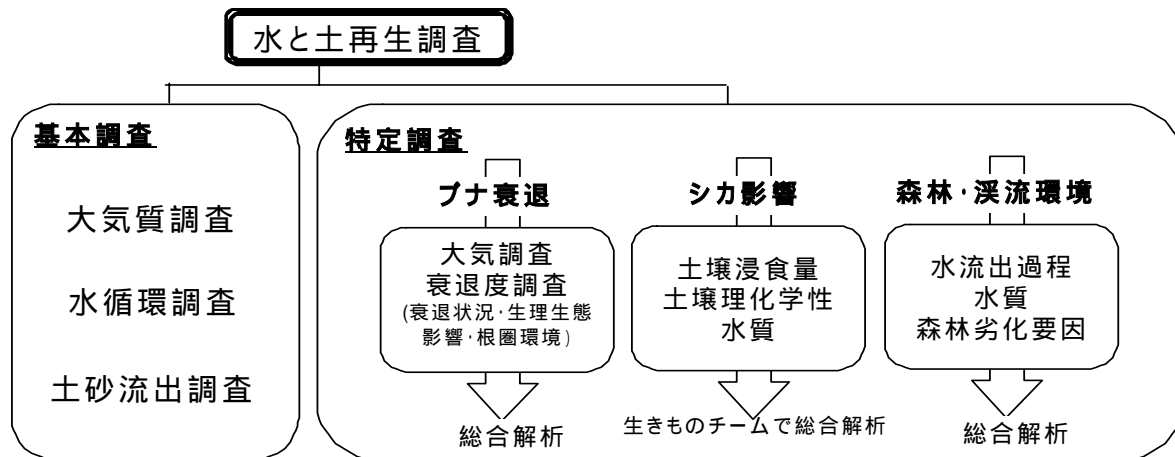 水と土再生調査
基本調査
大気質調査
水循環調査
土砂流出調査
特定調査
ブナ衰退
大気調査
衰退度調査
(衰退状況・生理生態
影響・根圏環境)
総合解析
シカ影響
土壌浸食量
土壌理化学性
水質
生きものチームで総合解析
森林・渓流環境
水流出過程
水質
森林劣化要因
総合解析